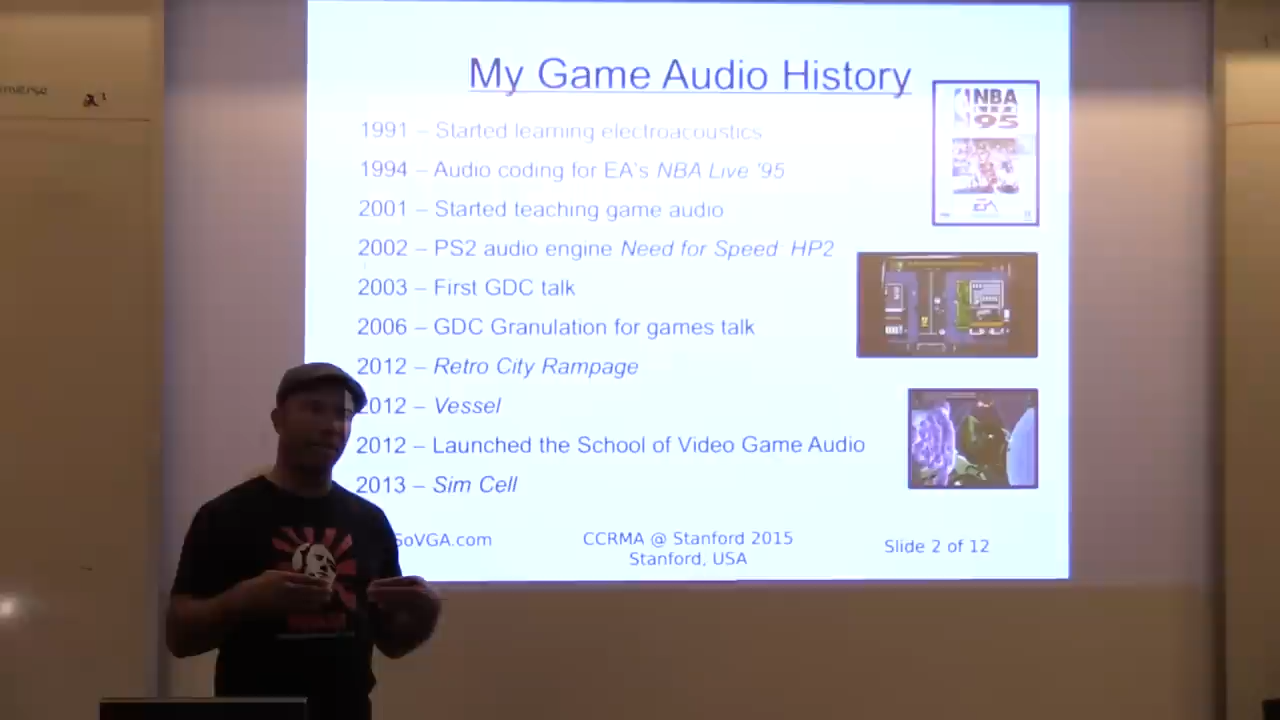 My Game Audio History
1991 – Started learning electroacoustics
1994 – Audio coding for EA's NBA Live '95
2001 – Started teaching game audio
2002 – PS2 audio engine Need for Speed HP2
2003 – First GDC talk
2006 – GDC Granulation for games talk
2012 – Retro City Rampage
2012 – Vessel
2012 – Launched the School of Video Game Audio
2013 – Sim Cell
SoVGA.com
CCRMA @ Stanford 2015
Stanford, USA
Slide 2 of 12
NBA
95
EA